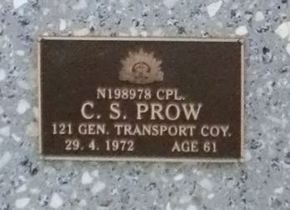 N198978 CPL.
C. S. PROW
121 GEN. TRANSPORT COY.
29. 4. 1972 AGE 61